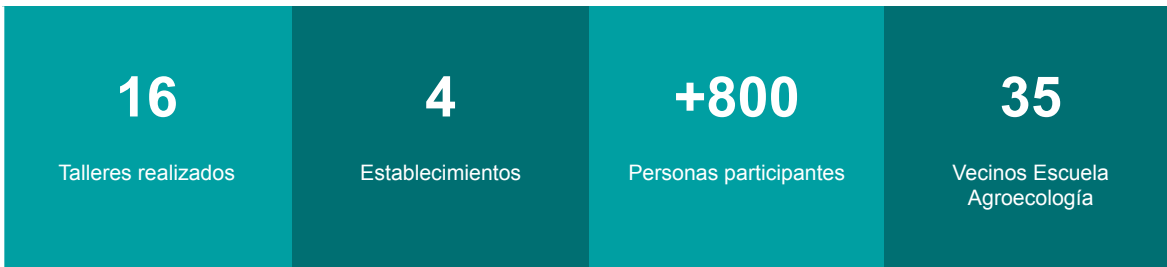 16
Talleres realizados
4
Establecimientos
+800
Personas participantes
35
Vecinos Escuela
Agroecología